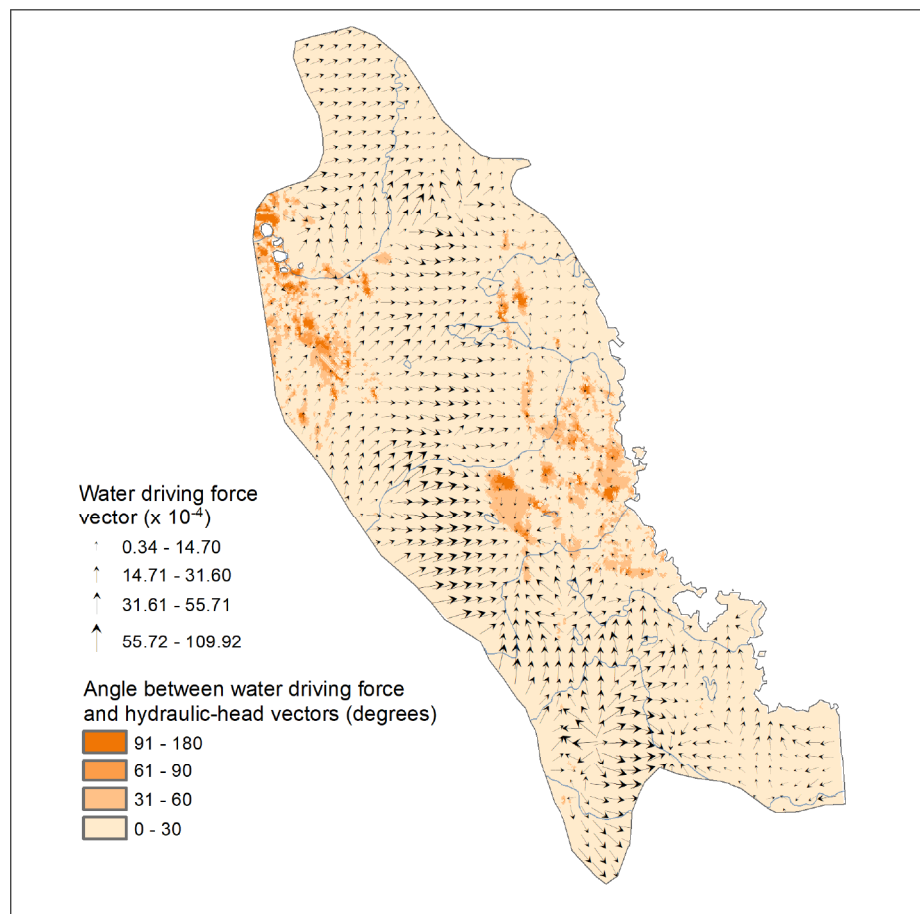 Water driving force
vector (x 10-4)
0.34 - 14.70
14.71 - 31.60
31.61 - 55.71
55.72 - 109.92
Angle between water driving force
and hydraulic-head vectors (degrees)
91 - 180
61 - 90
31 - 60
0 - 30